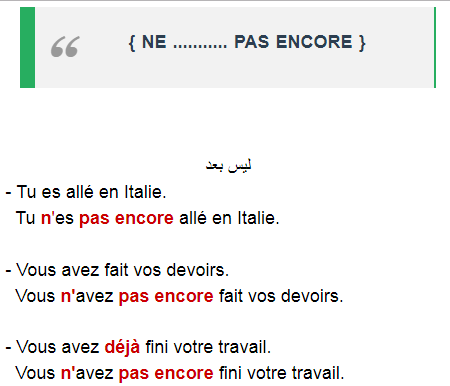 { NE ........... PAS ENCORE }
ليس بعد
- Tu es allé en Italie.
Tu n'es pas encore allé en Italie.
- Vous avez fait vos devoirs.
Vous n'avez pas encore fait vos devoirs.
- Vous avez déjà fini votre travail.
Vous n'avez pas encore fini votre travail.